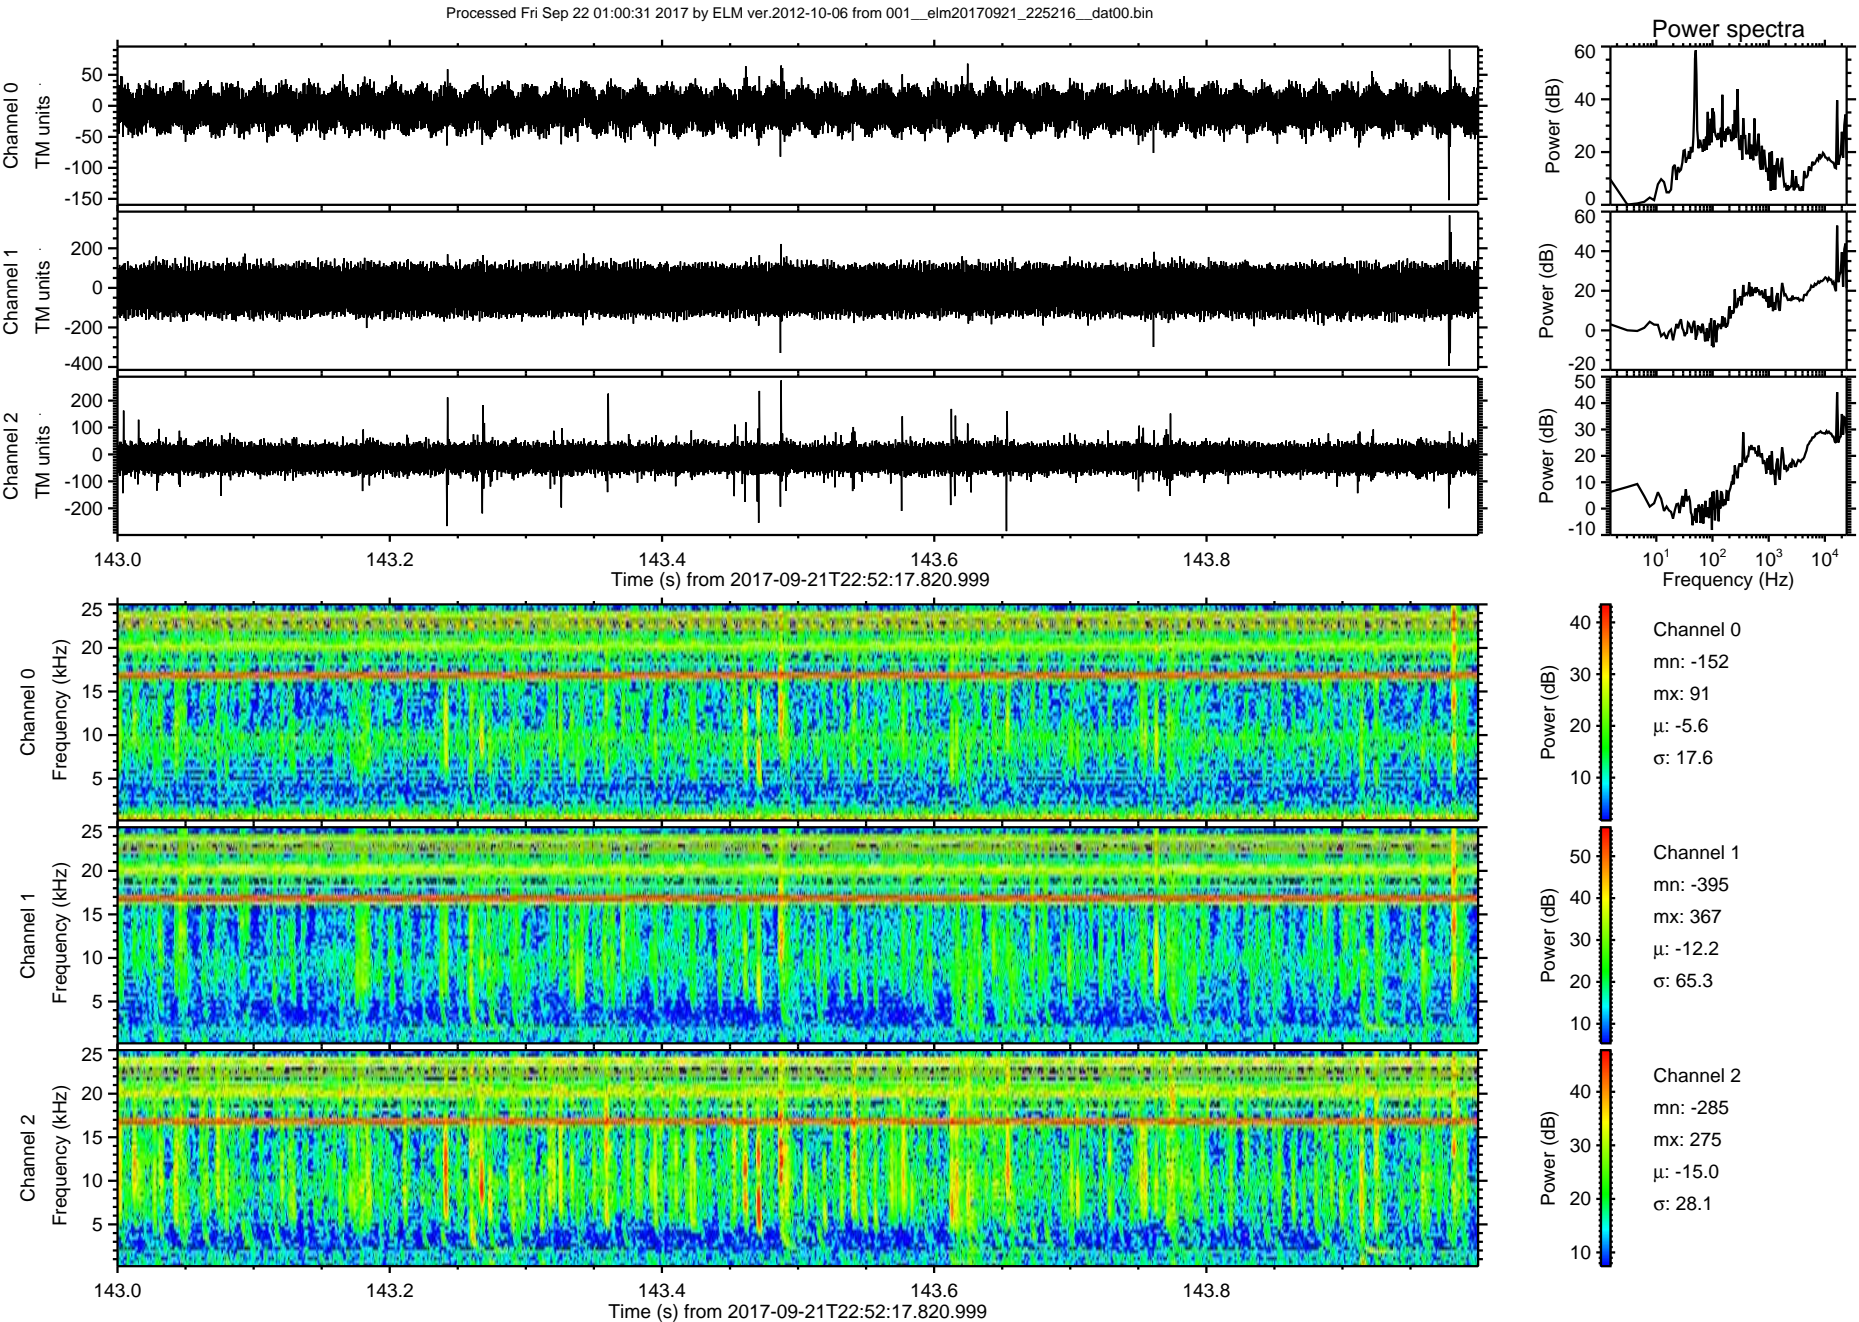 Processed Fri Sep 22 01:00:31 2017 by ELM ver.2012-10-06 from 001__elm20170921_225216__dat00.bin
Power spectra
Channel 0
TM units
50
0
-50
-100
-150
Power (dB)
60
40
20
0
Channel 1
TM units
200
0
-200
-400
Power (dB)
60
40
20
0
-20
Channel 2
TM units
200
100
0
-100
-200
Power (dB)
50
40
30
20
10
0
-10
143.0 143.2 143.4 143.6 143.8
Time (s) from 2017-09-21T22:52:17.820.999
10^1 10^2 10^3 10^4
Frequency (Hz)
Channel 0
Frequency (kHz)
25
20
15
10
5
Power (dB)
40
30
20
10
Channel 0
mn: -152
mx: 91
µ: -5.6
σ: 17.6
Channel 1
Frequency (kHz)
25
20
15
10
5
Power (dB)
50
40
30
20
10
Channel 1
mn: -395
mx: 367
µ: -12.2
σ: 65.3
Channel 2
Frequency (kHz)
25
20
15
10
5
Power (dB)
40
30
20
10
Channel 2
mn: -285
mx: 275
µ: -15.0
σ: 28.1
143.0 143.2 143.4 143.6 143.8
Time (s) from 2017-09-21T22:52:17.820.999